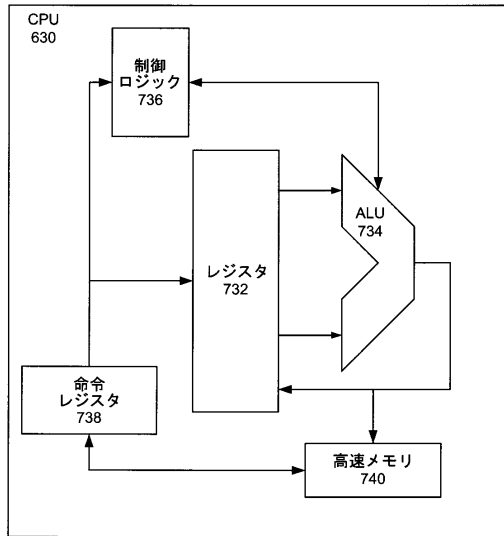 CPU
630
制御
ロジック
736
ALU
734
レジスタ
732
命令
レジスタ
738
高速メモリ
740